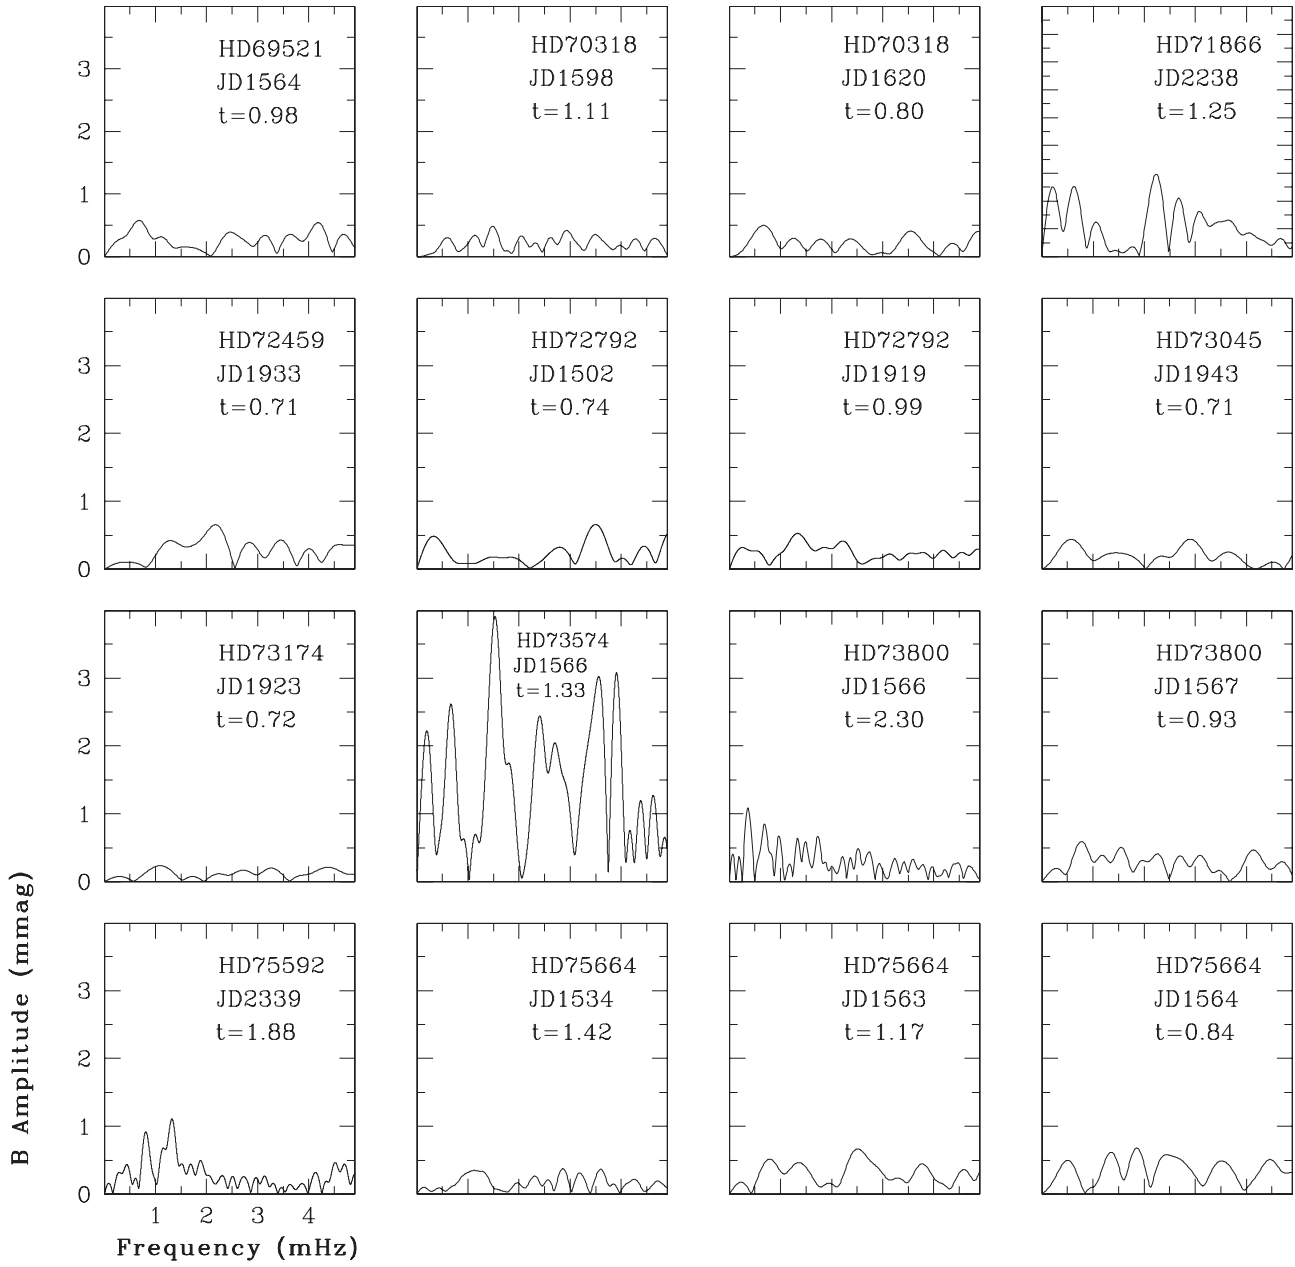 HD69521
JD1564
t=0.98
HD70318
JD1598
t=1.11
HD70318
JD1620
t=0.80
HD71866
JD2238
t=1.25
3
2
1
0
HD72459
JD1933
t=0.71
HD72792
JD1502
t=0.74
HD72792
JD1919
t=0.99
HD73045
JD1943
t=0.71
3
2
1
0
HD73174
JD1923
t=0.72
HD73574
JD1566
t=1.33
HD73800
JD1566
t=2.30
HD73800
JD1567
t=0.93
3
2
1
0
HD75592
JD2339
t=1.88
HD75664
JD1534
t=1.42
HD75664
JD1563
t=1.17
HD75664
JD1564
t=0.84
3
2
1
0
1 2 3 4
Frequency (mHz)
B Amplitude (mmag)